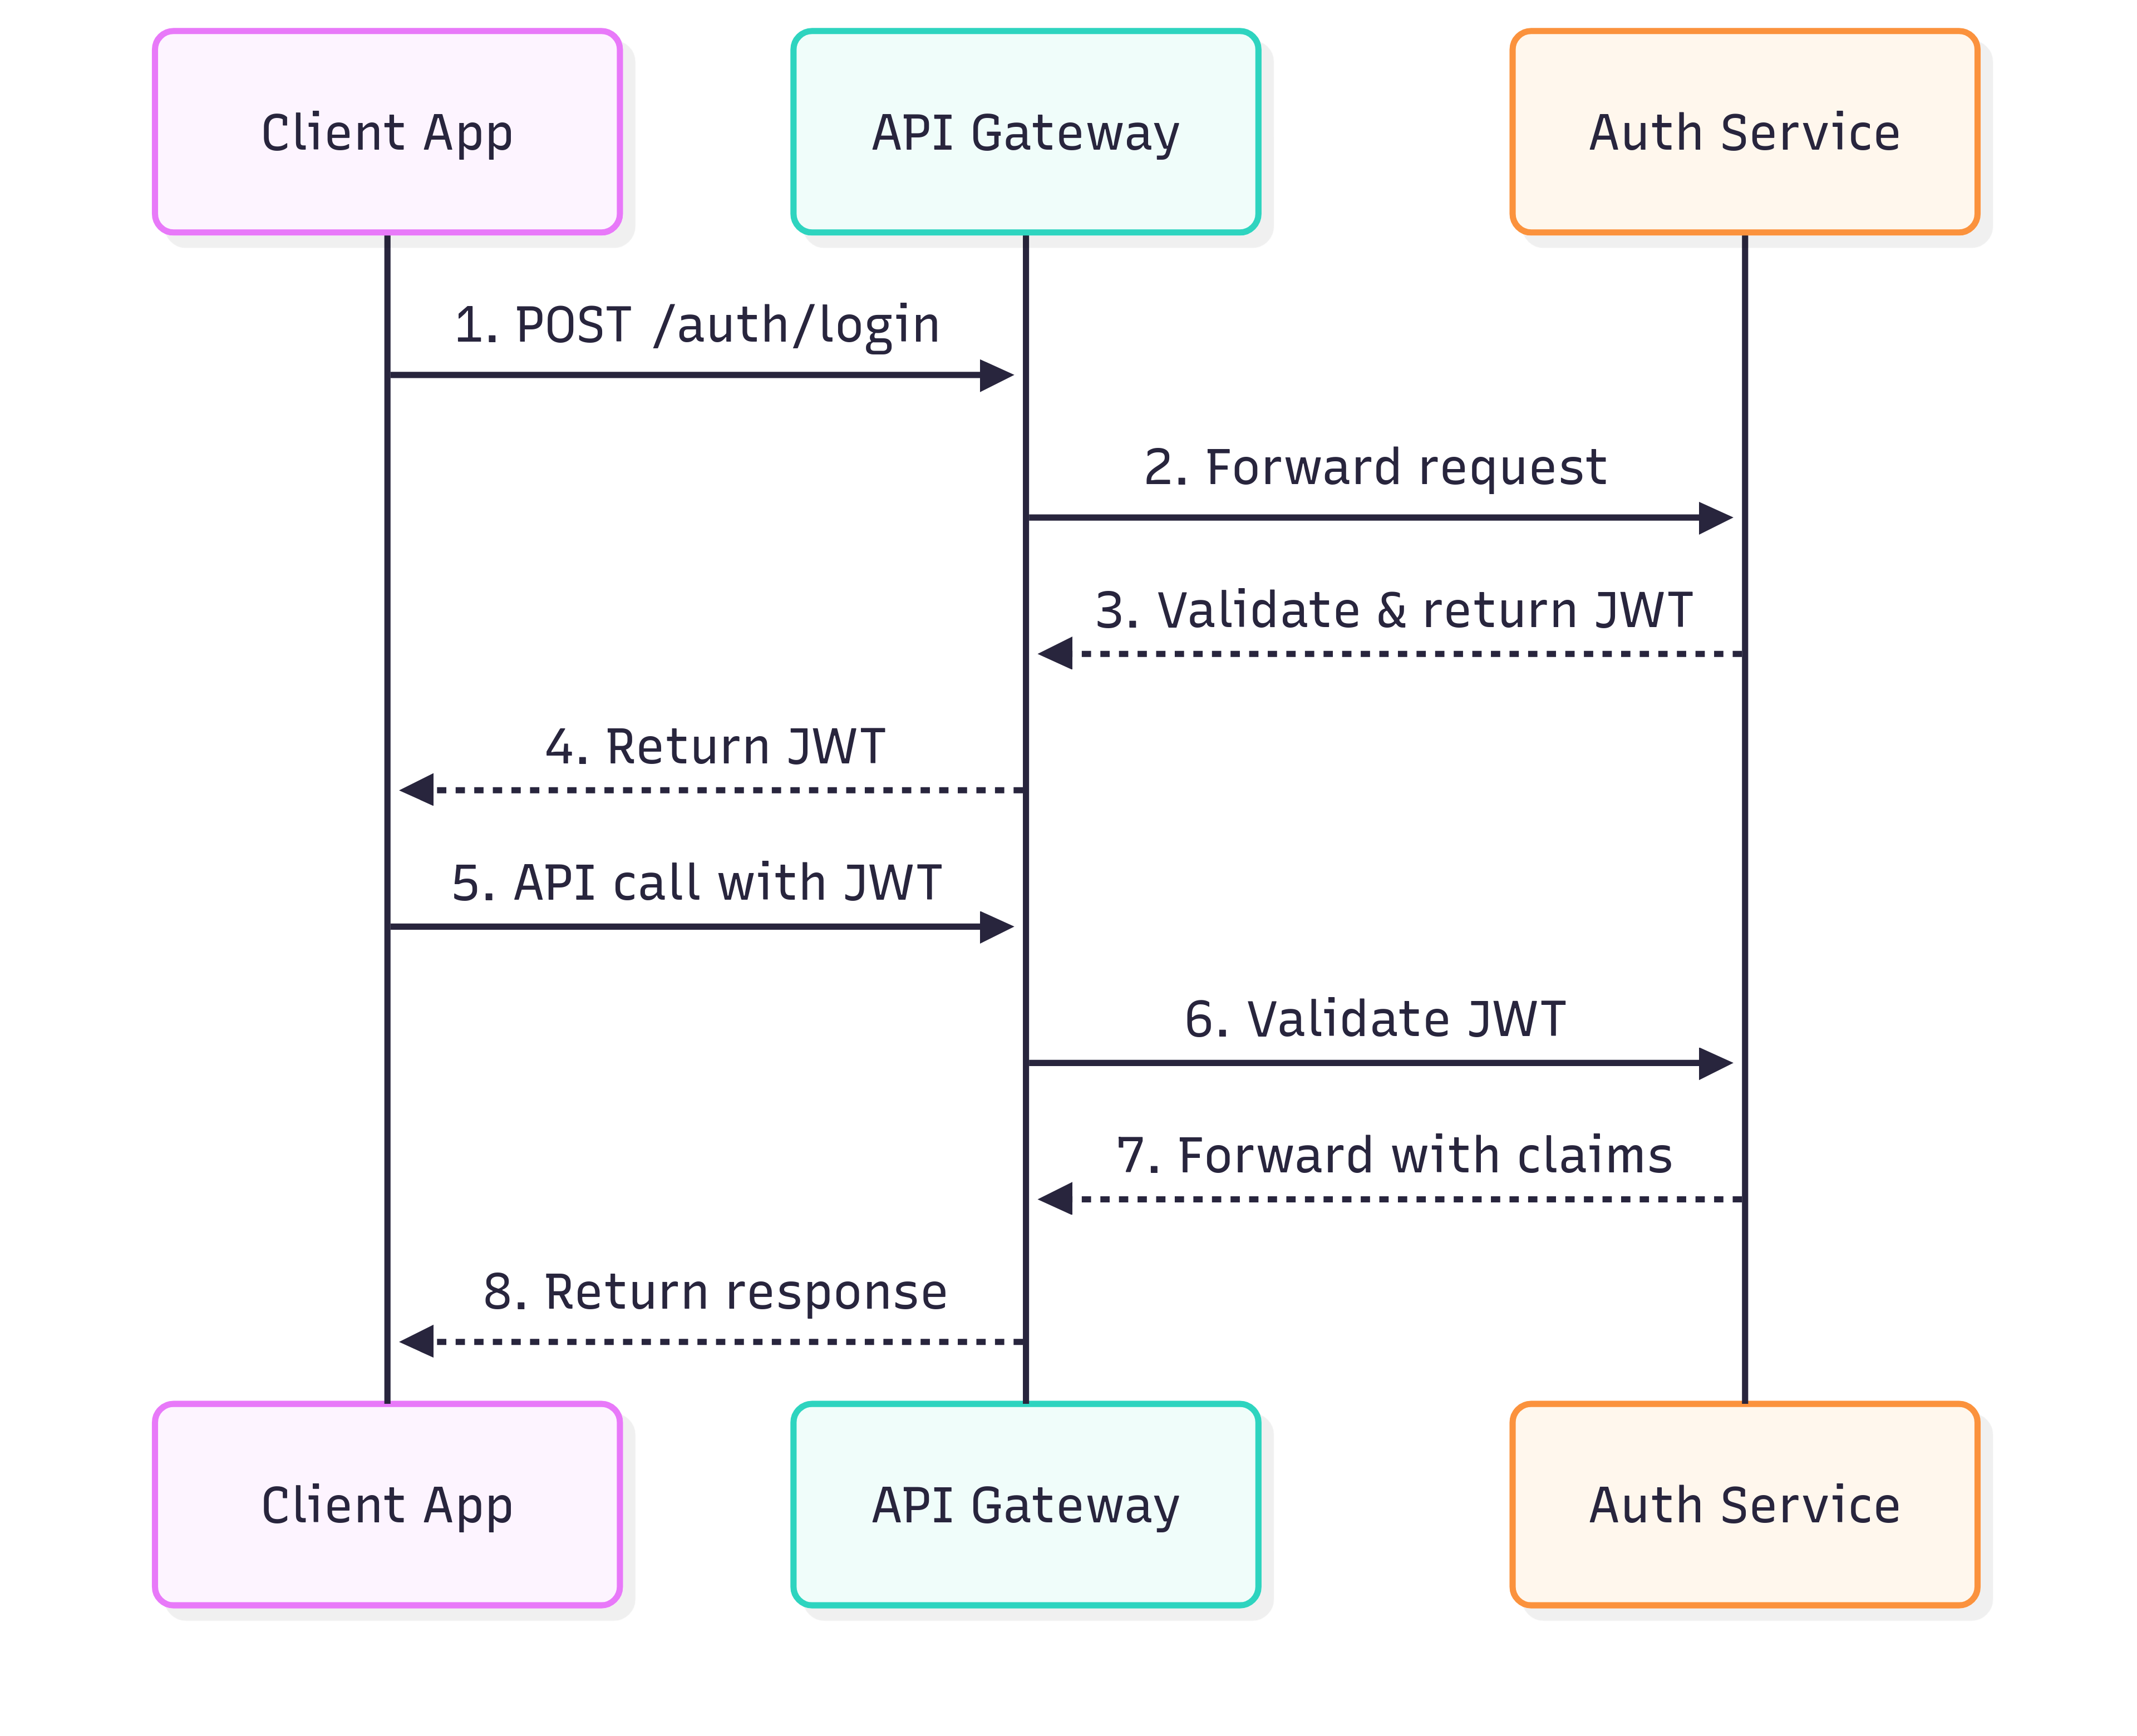 Client App
API Gateway
Auth Service
1. POST /auth/login
2. Forward request
3. Validate & return JWT
4. Return JWT
5. API call with JWT
6. Validate JWT
7. Forward with claims
8. Return response
Client App
API Gateway
Auth Service